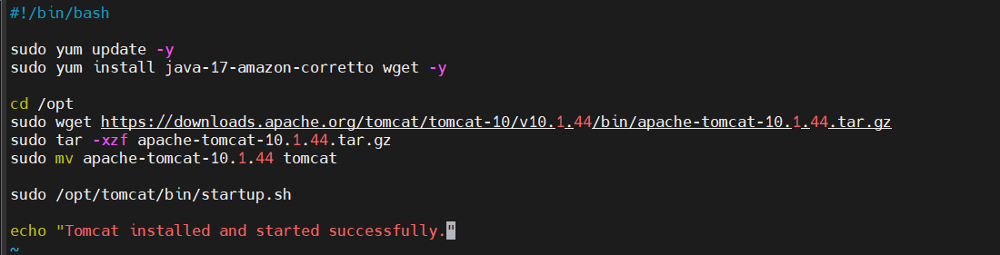 #!/bin/bash
sudo yum update -y
sudo yum install java-17-amazon-corretto wget -y
cd /opt
sudo wget https://downloads.apache.org/tomcat/tomcat-10/v10.1.44/bin/apache-tomcat-10.1.44.tar.gz
sudo tar -xzf apache-tomcat-10.1.44.tar.gz
sudo mv apache-tomcat-10.1.44 tomcat
sudo /opt/tomcat/bin/startup.sh
echo "Tomcat installed and started successfully."
~